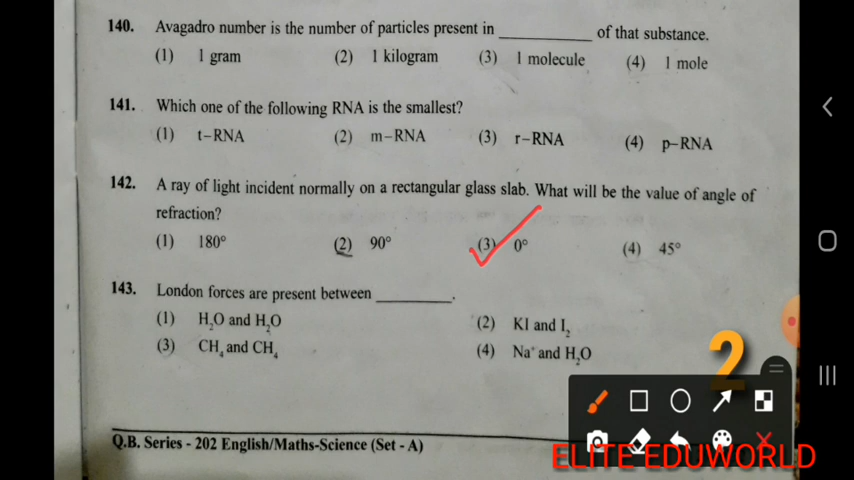 140. Avagadro number is the number of particles present in __________ of that substance.
(1) 1 gram (2) 1 kilogram (3) 1 molecule (4) 1 mole
141. Which one of the following RNA is the smallest?
(1) t-RNA (2) m-RNA (3) r-RNA (4) p-RNA
142. A ray of light incident normally on a rectangular glass slab. What will be the value of angle of
refraction?
(1) 180° (2) 90° (3) 0° (4) 45°
143. London forces are present between ________.
(1) H₂O and H₂O (2) KI and I₂
(3) CH₄ and CH₄ (4) Na⁺ and H₂O
2
Q.B. Series - 202 English/Maths-Science (Set - A)
ELITE EDUWORLD